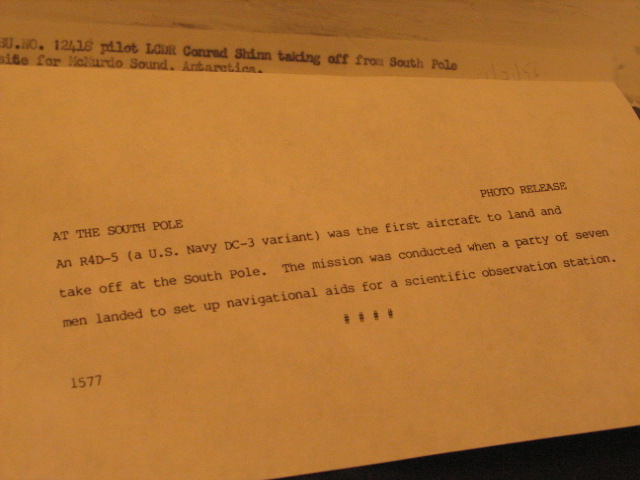 BU.NO. 12418 pilot LCDR Conrad Shinn taking off from South Pole
site for McMurdo Sound. Antarctica.
PHOTO RELEASE
AT THE SOUTH POLE
An R4D-5 (a U.S. Navy DC-3 variant) was the first aircraft to land and
take off at the South Pole. The mission was conducted when a party of seven
men landed to set up navigational aids for a scientific observation station.
# # # #
1577